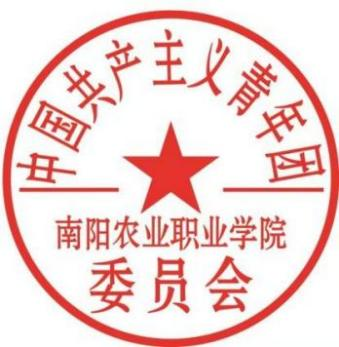 中国共产主义青年团
南阳农业职业学院
委员会